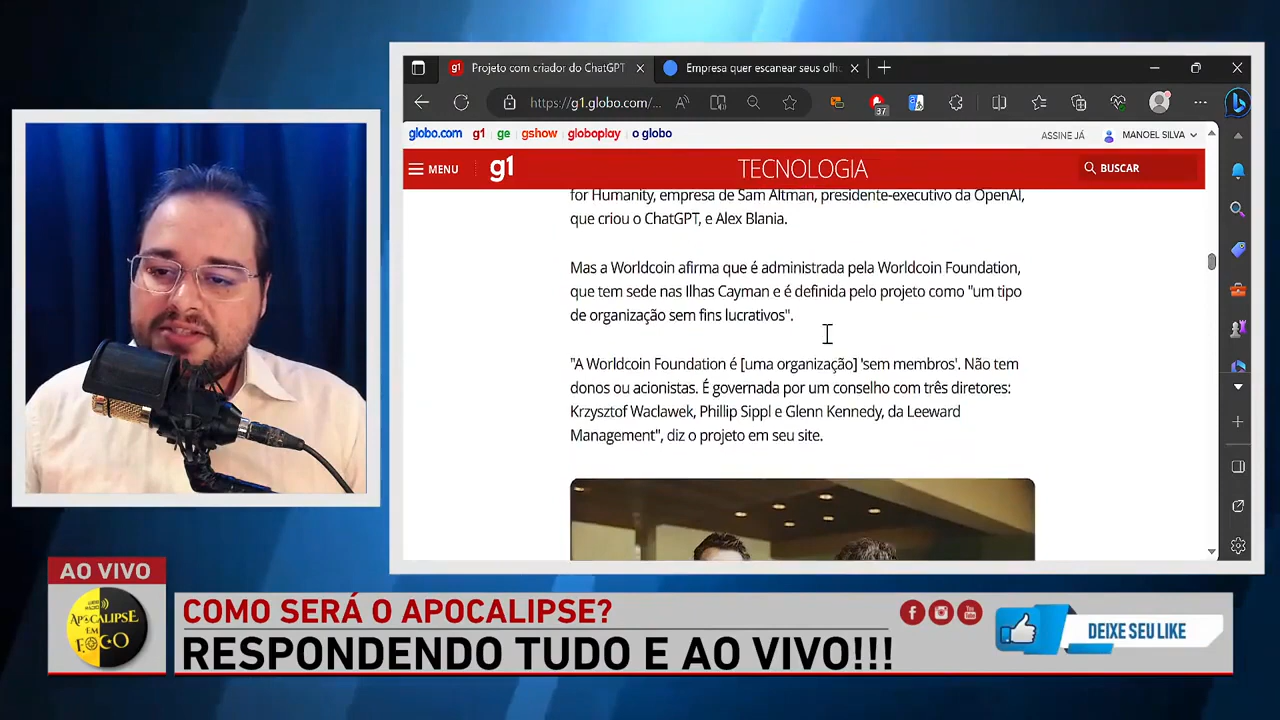 Projeto com criador do ChatGPT
Empresa quer escanear seus olh
https://g1.globo.com/...
37
globo.com g1 ge gshow globoplay o globo
ASSINE JÁ
MANOEL SILVA
MENU
g1
TECNOLOGIA
BUSCAR
for Humanity, empresa de Sam Altman, presidente-executivo da OpenAI,
que criou o ChatGPT, e Alex Blania.
Mas a Worldcoin afirma que é administrada pela Worldcoin Foundation,
que tem sede nas Ilhas Cayman e é definida pelo projeto como "um tipo
de organização sem fins lucrativos".
"A Worldcoin Foundation é [uma organização] 'sem membros'. Não tem
donos ou acionistas. É governada por um conselho com três diretores:
Krzysztof Waclawek, Phillip Sippl e Glenn Kennedy, da Leeward
Management", diz o projeto em seu site.
AO VIVO
APOCALIPSE
EM
FOCO
COMO SERÁ O APOCALIPSE?
RESPONDENDO TUDO E AO VIVO!!!
DEIXE SEU LIKE